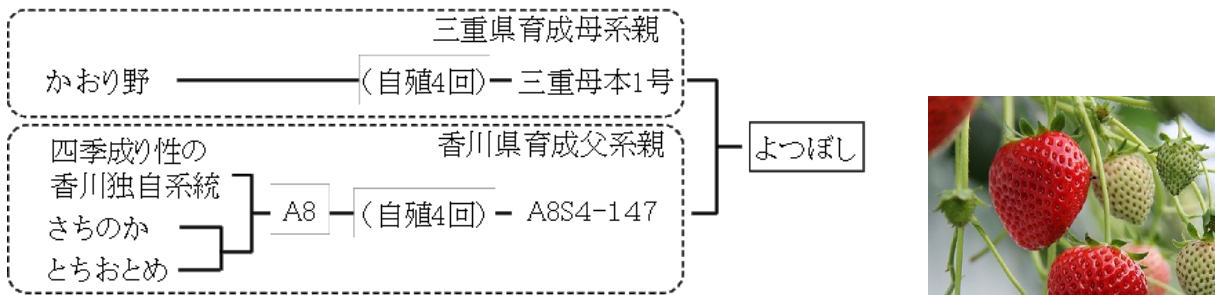 三重県育成母系親
かおり野
(自殖4回)
三重母本1号
香川県育成父系親
四季成り性の
香川独自系統
さちのか
とちおとめ
A8
(自殖4回)
A8S4-147
よつぼし